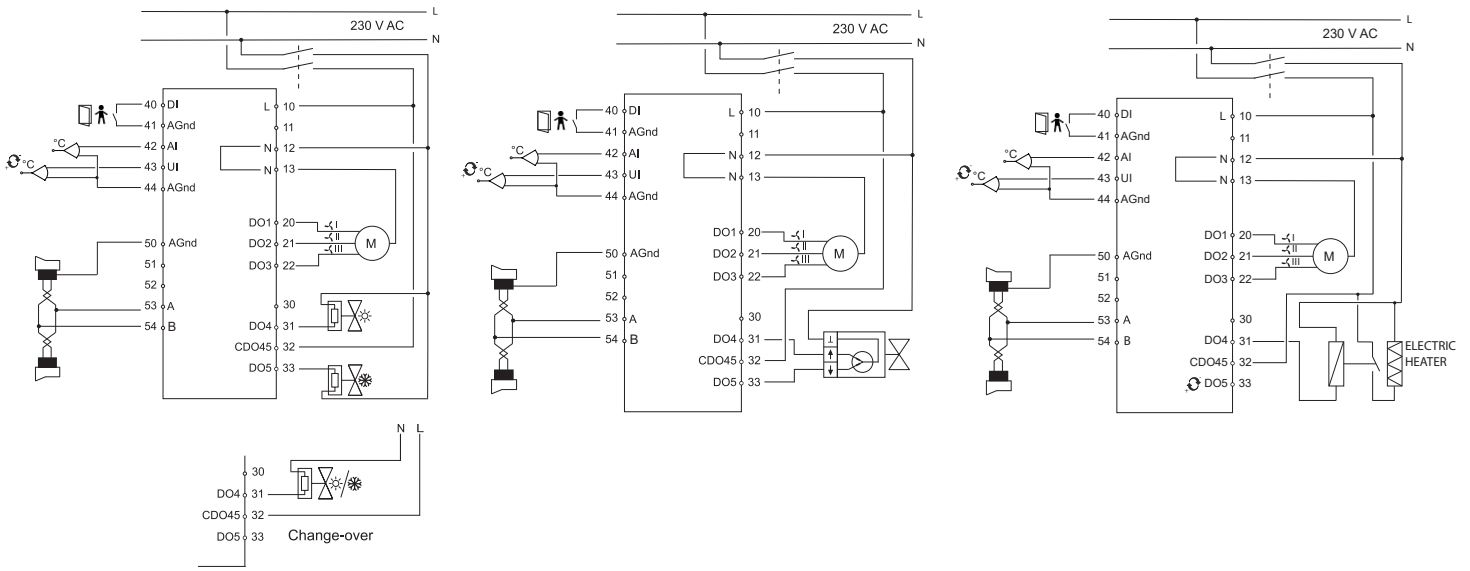 L
230 V AC
N
40 DI
41 AGnd
42 AI
43 UI
44 AGnd
°C
°C
50 AGnd
51
52
53 A
54 B
L 10
11
N 12
N 13
DO1 20
DO2 21
DO3 22
I
II
III
M
30
DO4 31
CDO45 32
DO5 33
N L
30
DO4 31
CDO45 32
DO5 33
Change-over
L
230 V AC
N
40 DI
41 AGnd
42 AI
43 UI
44 AGnd
°C
°C
50 AGnd
51
52
53 A
54 B
L 10
11
N 12
N 13
DO1 20
DO2 21
DO3 22
I
II
III
M
30
DO4 31
CDO45 32
DO5 33
L
230 V AC
N
40 DI
41 AGnd
42 AI
43 UI
44 AGnd
°C
°C
50 AGnd
51
52
53 A
54 B
L 10
11
N 12
N 13
DO1 20
DO2 21
DO3 22
I
II
III
M
30
DO4 31
CDO45 32
DO5 33
ELECTRIC
HEATER